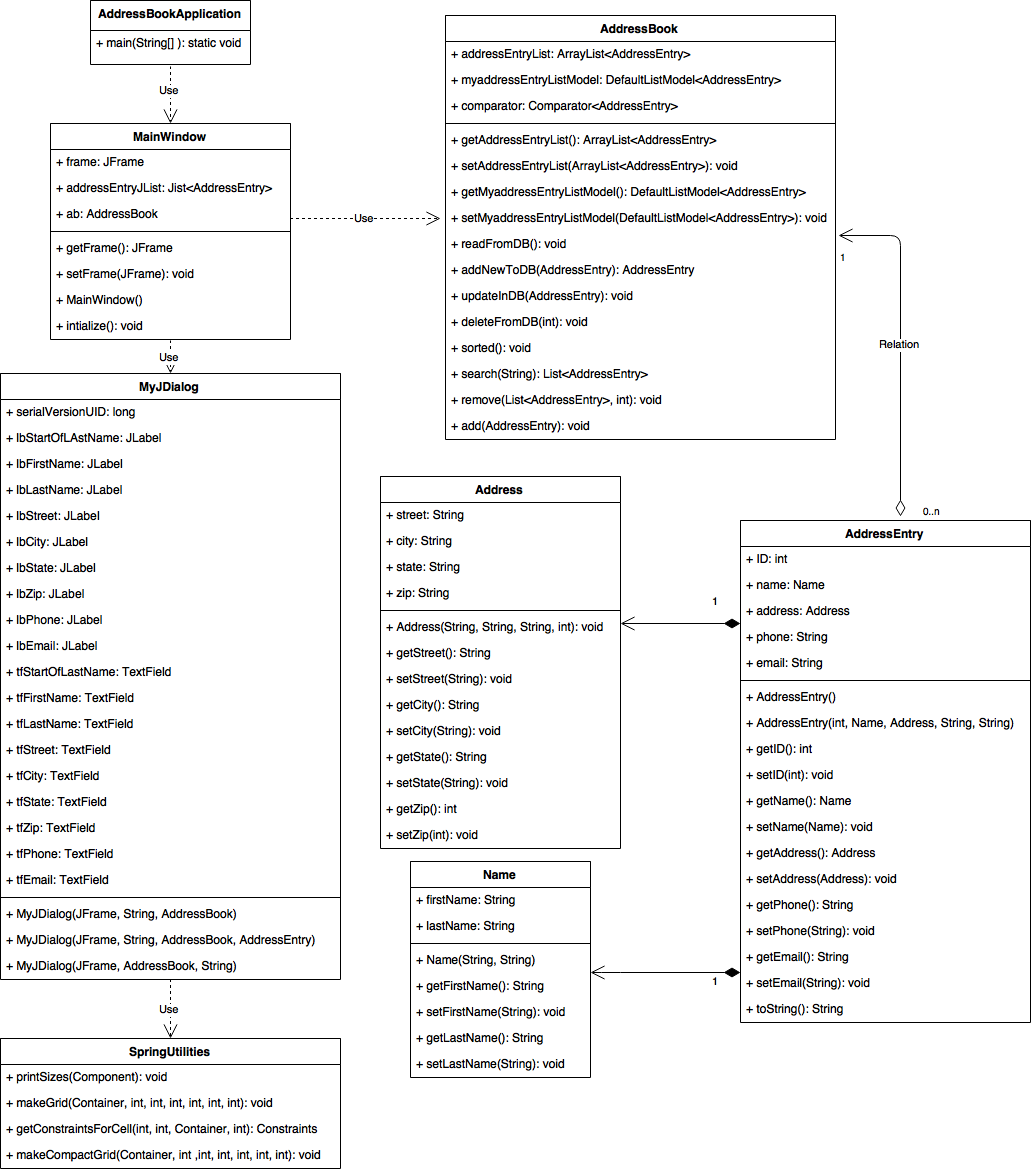 AddressBookApplication
+ main(String[] ): static void
Use
MainWindow
+ frame: JFrame
+ addressEntryJList: Jist<AddressEntry>
+ ab: AddressBook
+ getFrame(): JFrame
+ setFrame(JFrame): void
+ MainWindow()
+ intialize(): void
Use
Use
MyJDialog
+ serialVersionUID: long
+ lbStartOfLAstName: JLabel
+ lbFirstName: JLabel
+ lbLastName: JLabel
+ lbStreet: JLabel
+ lbCity: JLabel
+ lbState: JLabel
+ lbZip: JLabel
+ lbPhone: JLabel
+ lbEmail: JLabel
+ tfStartOfLastName: TextField
+ tfFirstName: TextField
+ tfLastName: TextField
+ tfStreet: TextField
+ tfCity: TextField
+ tfState: TextField
+ tfZip: TextField
+ tfPhone: TextField
+ tfEmail: TextField
+ MyJDialog(JFrame, String, AddressBook)
+ MyJDialog(JFrame, String, AddressBook, AddressEntry)
+ MyJDialog(JFrame, AddressBook, String)
Use
SpringUtilities
+ printSizes(Component): void
+ makeGrid(Container, int, int, int, int, int, int): void
+ getConstraintsForCell(int, int, Container, int): Constraints
+ makeCompactGrid(Container, int ,int, int, int, int, int): void
AddressBook
+ addressEntryList: ArrayList<AddressEntry>
+ myaddressEntryListModel: DefaultListModel<AddressEntry>
+ comparator: Comparator<AddressEntry>
+ getAddressEntryList(): ArrayList<AddressEntry>
+ setAddressEntryList(ArrayList<AddressEntry>): void
+ getMyaddressEntryListModel(): DefaultListModel<AddressEntry>
+ setMyaddressEntryListModel(DefaultListModel<AddressEntry>): void
+ readFromDB(): void
+ addNewToDB(AddressEntry): AddressEntry
+ updateInDB(AddressEntry): void
+ deleteFromDB(int): void
+ sorted(): void
+ search(String): List<AddressEntry>
+ remove(List<AddressEntry>, int): void
+ add(AddressEntry): void
1
Relation
0..n
Address
+ street: String
+ city: String
+ state: String
+ zip: String
+ Address(String, String, String, int): void
+ getStreet(): String
+ setStreet(String): void
+ getCity(): String
+ setCity(String): void
+ getState(): String
+ setState(String): void
+ getZip(): int
+ setZip(int): void
1
Name
+ firstName: String
+ lastName: String
+ Name(String, String)
+ getFirstName(): String
+ setFirstName(String): void
+ getLastName(): String
+ setLastName(String): void
1
AddressEntry
+ ID: int
+ name: Name
+ address: Address
+ phone: String
+ email: String
+ AddressEntry()
+ AddressEntry(int, Name, Address, String, String)
+ getID(): int
+ setID(int): void
+ getName(): Name
+ setName(Name): void
+ getAddress(): Address
+ setAddress(Address): void
+ getPhone(): String
+ setPhone(String): void
+ getEmail(): String
+ setEmail(String): void
+ toString(): String